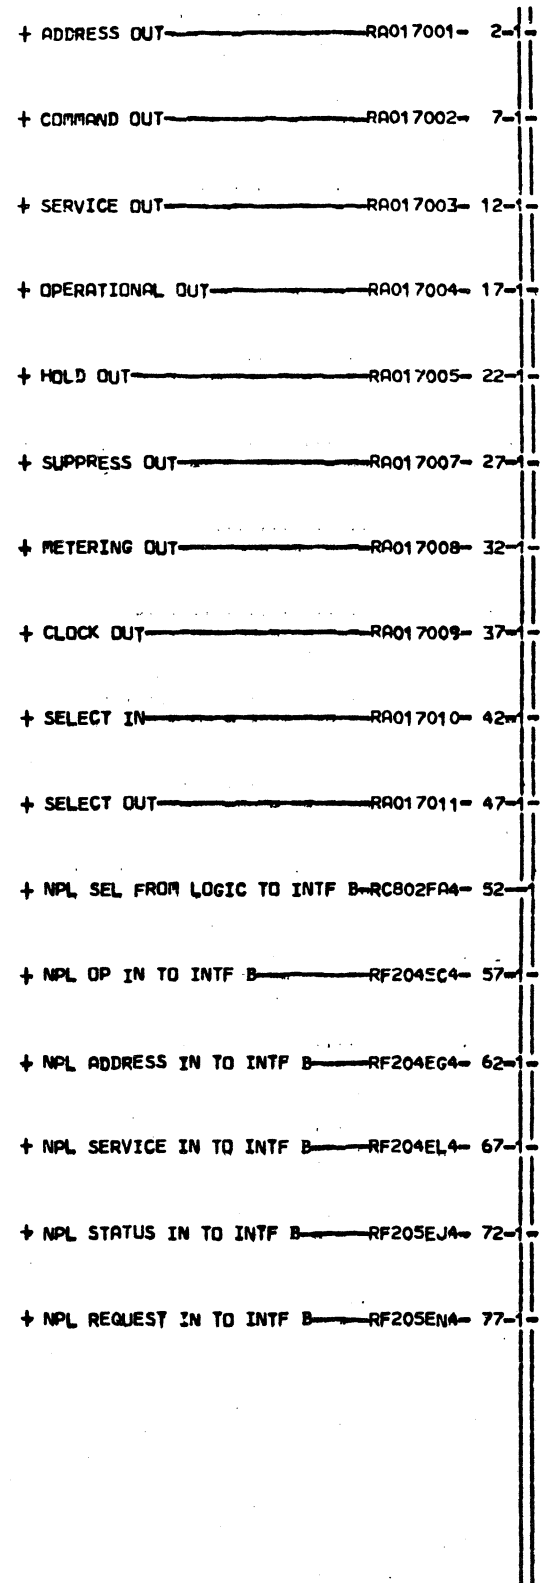 + ADDRESS OUT RA017001- 2-1-
+ COMMAND OUT RA017002- 7-1-
+ SERVICE OUT RA017003- 12-1-
+ OPERATIONAL OUT RA017004- 17-1-
+ HOLD OUT RA017005- 22-1-
+ SUPPRESS OUT RA017007- 27-1-
+ METERING OUT RA017008- 32-1-
+ CLOCK OUT RA017009- 37-1-
+ SELECT IN RA017010- 42-1-
+ SELECT OUT RA017011- 47-1-
+ NPL SEL FROM LOGIC TO INTF B-RC802FA4- 52-1
+ NPL OP IN TO INTF B RF204EC4- 57-1-
+ NPL ADDRESS IN TO INTF B RF204EG4- 62-1-
+ NPL SERVICE IN TO INTF B RF204EL4- 67-1-
+ NPL STATUS IN TO INTF B RF205EJ4- 72-1-
+ NPL REQUEST IN TO INTF B RF205EN4- 77-1-